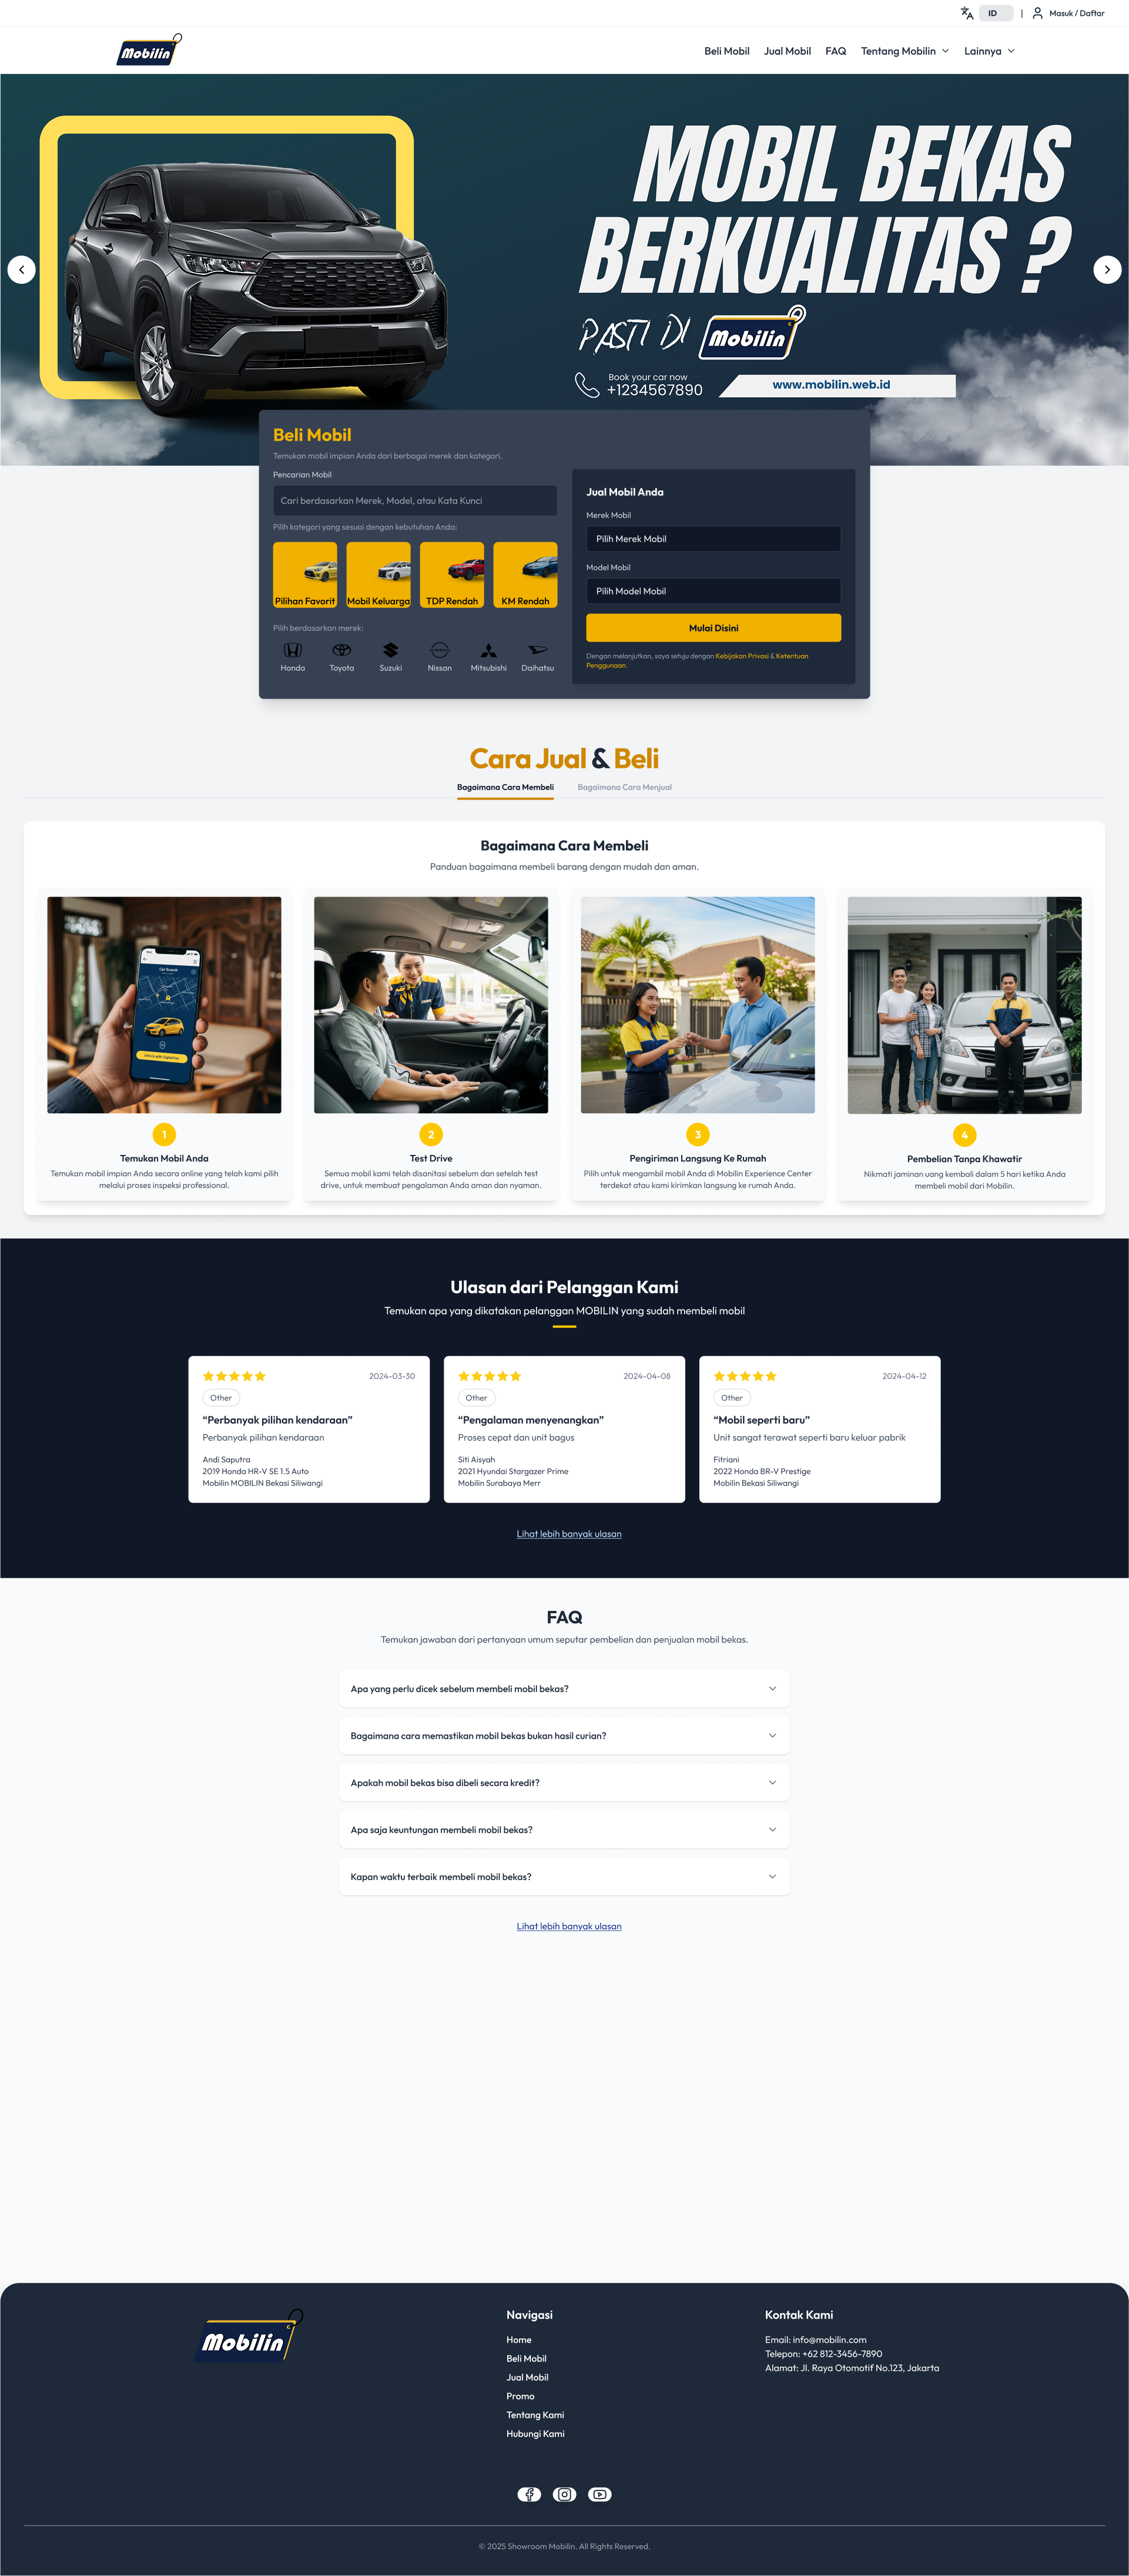 ID | Masuk / Daftar
Mobilin
Beli Mobil Jual Mobil FAQ Tentang Mobilin Lainnya
MOBIL BEKAS
BERKUALITAS ?
PASTI DI Mobilin
Book your car now
+1234567890
www.mobilin.web.id
Beli Mobil
Temukan mobil impian Anda dari berbagai merek dan kategori.
Pencarian Mobil
Cari berdasarkan Merek, Model, atau Kata Kunci
Pilih kategori yang sesuai dengan kebutuhan Anda:
Pilihan Favorit Mobil Keluarga TDP Rendah KM Rendah
Pilih berdasarkan merek:
Honda Toyota Suzuki Nissan Mitsubishi Daihatsu
Jual Mobil Anda
Merek Mobil
Pilih Merek Mobil
Model Mobil
Pilih Model Mobil
Mulai Disini
Dengan melanjutkan, saya setuju dengan Kebijakan Privasi & Ketentuan
Penggunaan.
Cara Jual & Beli
Bagaimana Cara Membeli Bagaimana Cara Menjual
Bagaimana Cara Membeli
Panduan bagaimana membeli barang dengan mudah dan aman.
Car Search
1
Temukan Mobil Anda
Temukan mobil impian Anda secara online yang telah kami pilih
melalui proses inspeksi professional.
2
Test Drive
Semua mobil kami telah disanitasi sebelum dan setelah test
drive, untuk membuat pengalaman Anda aman dan nyaman.
3
Pengiriman Langsung Ke Rumah
Pilih untuk mengambil mobil Anda di Mobilin Experience Center
terdekat atau kami kirimkan langsung ke rumah Anda.
4
Pembelian Tanpa Khawatir
Nikmati jaminan uang kembali dalam 5 hari ketika Anda
membeli mobil dari Mobilin.
Ulasan dari Pelanggan Kami
Temukan apa yang dikatakan pelanggan MOBILIN yang sudah membeli mobil
2024-03-30
Other
“Perbanyak pilihan kendaraan”
Perbanyak pilihan kendaraan
Andi Saputra
2019 Honda HR-V SE 1.5 Auto
Mobilin MOBILIN Bekasi Siliwangi
2024-04-08
Other
“Pengalaman menyenangkan”
Proses cepat dan unit bagus
Siti Aisyah
2021 Hyundai Stargazer Prime
Mobilin Surabaya Merr
2024-04-12
Other
“Mobil seperti baru”
Unit sangat terawat seperti baru keluar pabrik
Fitriani
2022 Honda BR-V Prestige
Mobilin Bekasi Siliwangi
Lihat lebih banyak ulasan
FAQ
Temukan jawaban dari pertanyaan umum seputar pembelian dan penjualan mobil bekas.
Apa yang perlu dicek sebelum membeli mobil bekas?
Bagaimana cara memastikan mobil bekas bukan hasil curian?
Apakah mobil bekas bisa dibeli secara kredit?
Apa saja keuntungan membeli mobil bekas?
Kapan waktu terbaik membeli mobil bekas?
Lihat lebih banyak ulasan
Mobilin
Navigasi
Home
Beli Mobil
Jual Mobil
Promo
Tentang Kami
Hubungi Kami
Kontak Kami
Email: info@mobilin.com
Telepon: +62 812-3456-7890
Alamat: Jl. Raya Otomotif No.123, Jakarta
© 2025 Showroom Mobilin. All Rights Reserved.